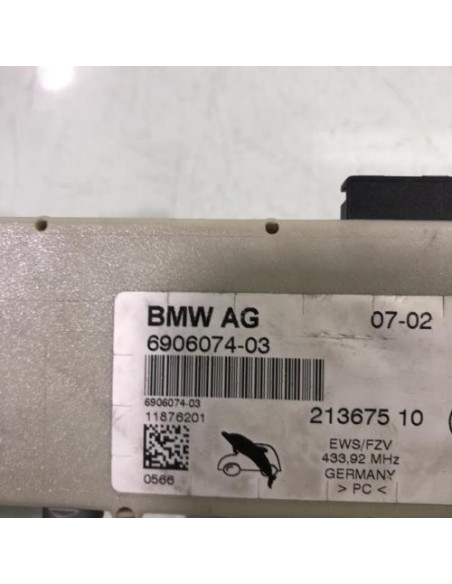 BMW AG 07-02
6906074-03
6906074-03
11876201
213675 10
EWS/FZV
433,92 MHz
GERMANY
> PC <
0566